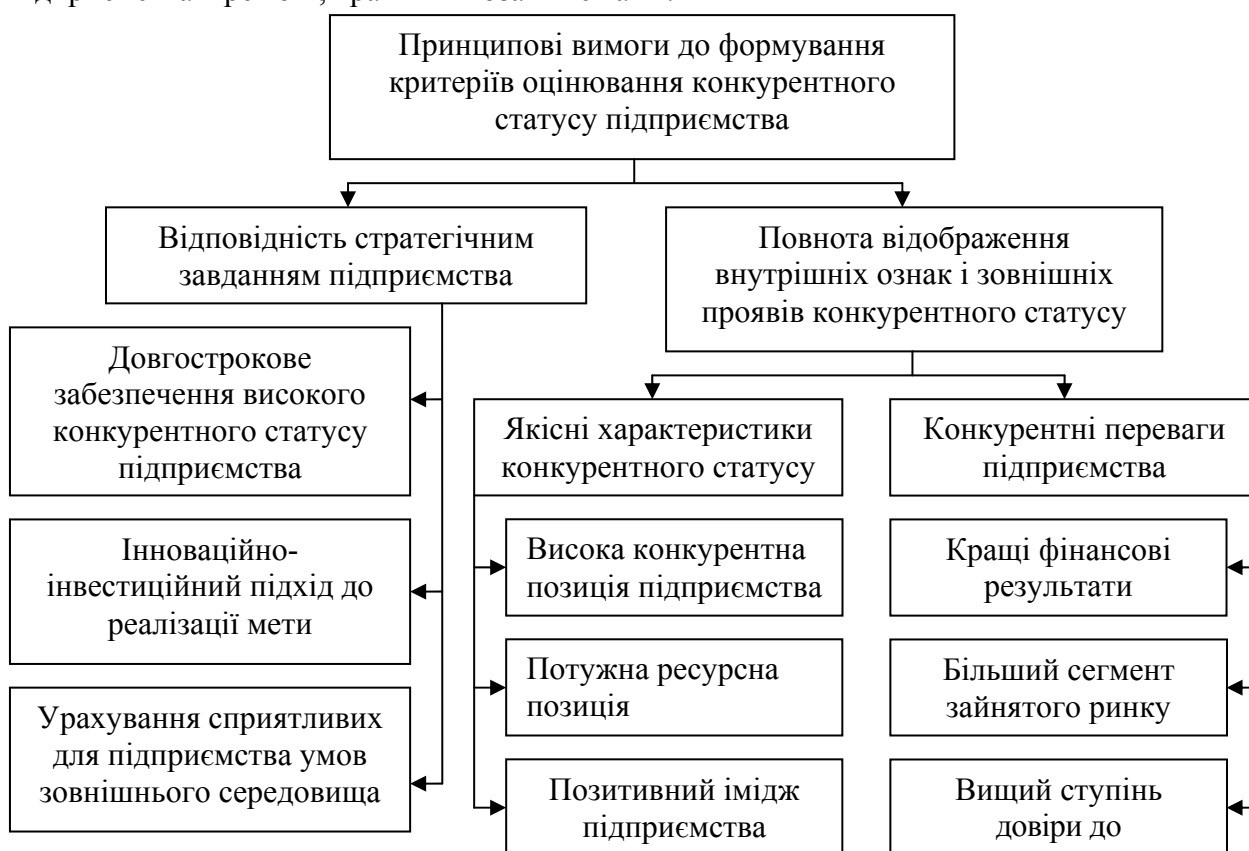 Принципові вимоги до формування
критеріїв оцінювання конкурентного
статусу підприємства
Відповідність стратегічним
завданням підприємства
Повнота відображення
внутрішніх ознак і зовнішніх
проявів конкурентного статусу
Довгострокове
забезпечення високого
конкурентного статусу
підприємства
Інноваційно-
інвестиційний підхід до
реалізації мети
Урахування сприятливих
для підприємства умов
зовнішнього середовища
Якісні характеристики
конкурентного статусу
Висока конкурентна
позиція підприємства
Потужна ресурсна
позиція
Позитивний імідж
підприємства
Конкурентні переваги
підприємства
Кращі фінансові
результати
Більший сегмент
зайнятого ринку
Вищий ступінь
довіри до